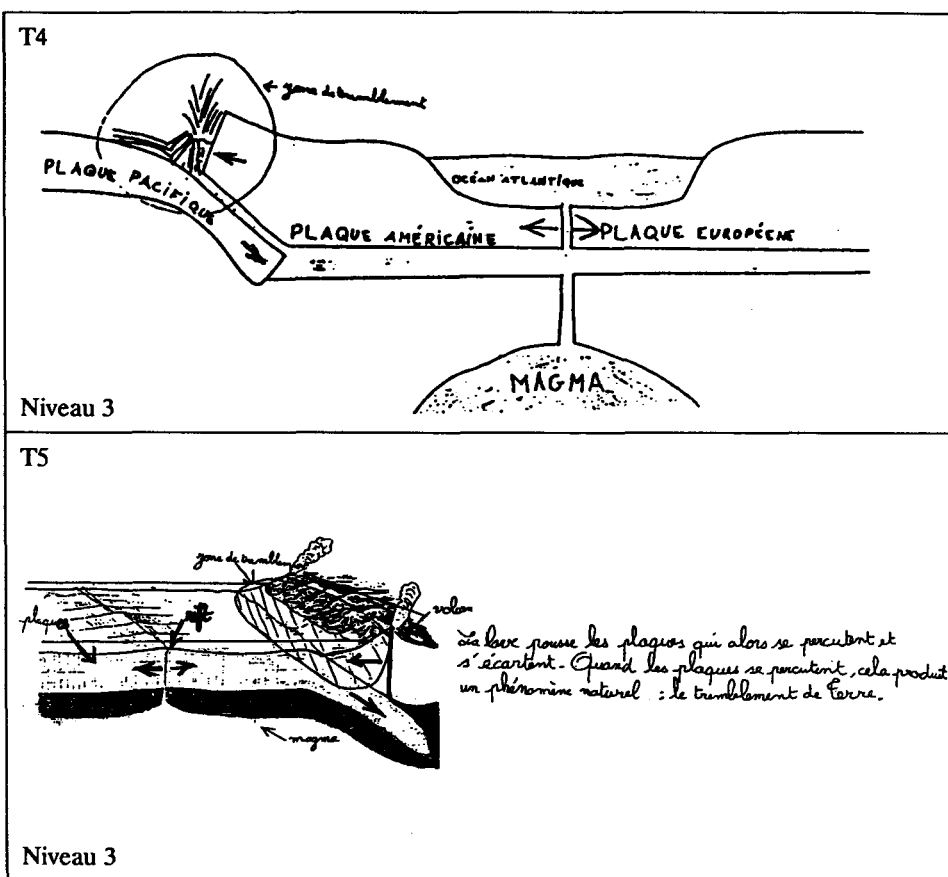 T4
← zone de tremblement
PLAQUE PACIFIQUE
OCÉAN ATLANTIQUE
PLAQUE AMÉRICAINE
PLAQUE EUROPÉENE
MAGMA
Niveau 3
T5
zone de tremblem
volcan
plaques
rift
La lave pousse les plaques qui alors se percutent et
s'écartent - Quand les plaques se percutent, cela produit
un phénomène naturel : le tremblement de Terre.
magma
Niveau 3